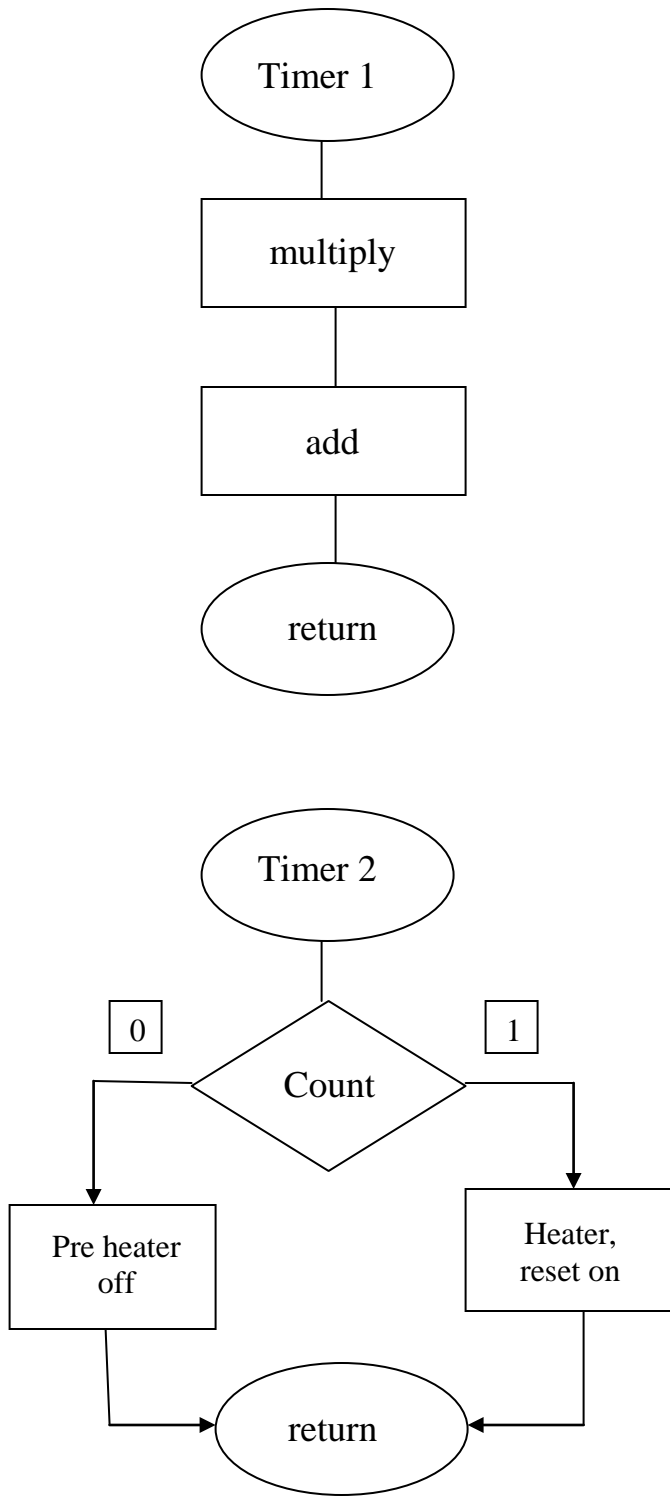 Timer 1
multiply
add
return
Timer 2
0
1
Count
Pre heater
off
Heater,
reset on
return